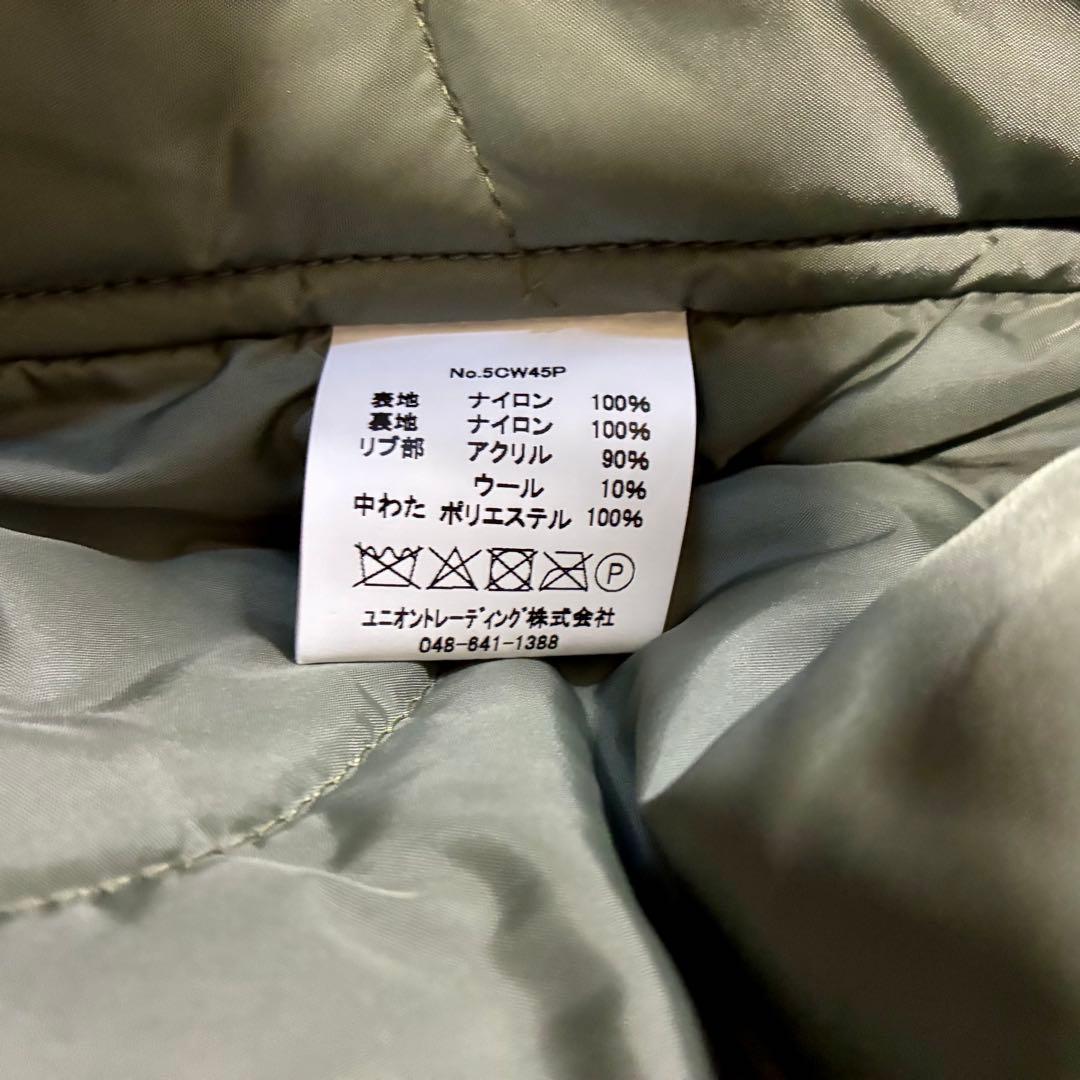 No.5CW45P
表地 ナイロン 100%
裏地 ナイロン 100%
リブ部 アクリル 90%
ウール 10%
中わた ポリエステル 100%
P
ユニオントレーディング株式会社
048-641-1388